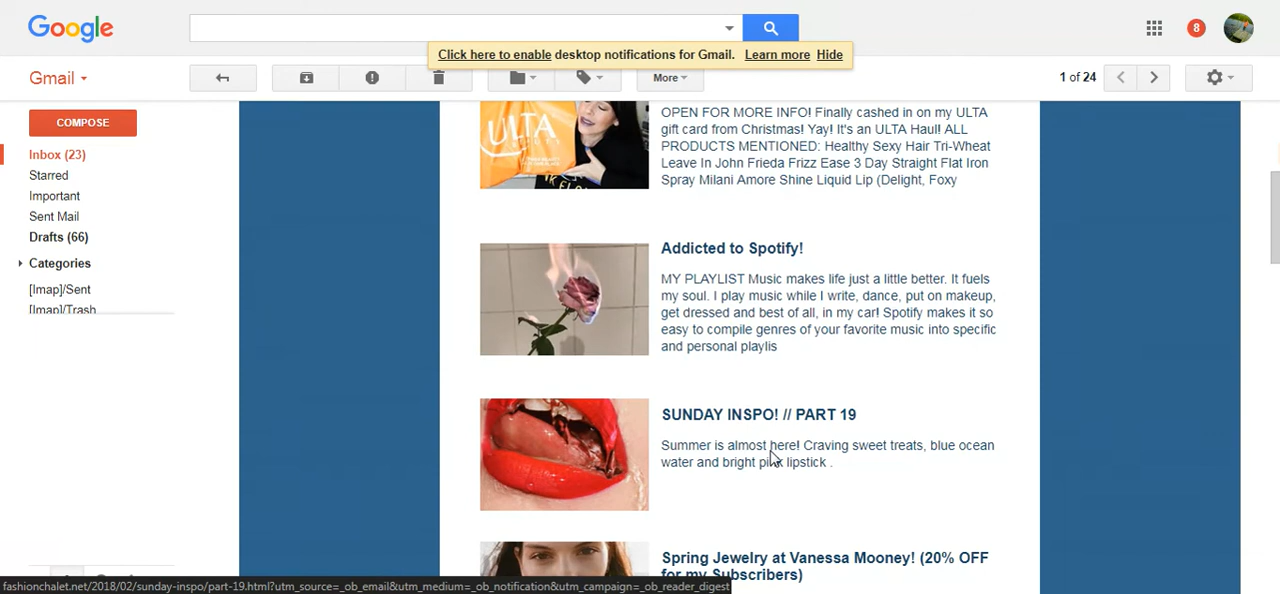 Google
8
Click here to enable desktop notifications for Gmail. Learn more Hide
Gmail
More
1 of 24
COMPOSE
Inbox (23)
Starred
Important
Sent Mail
Drafts (66)
Categories
[Imap]/Sent
[Imap]/Trash
ULTA
OPEN FOR MORE INFO! Finally cashed in on my ULTA
gift card from Christmas! Yay! It's an ULTA Haul! ALL
PRODUCTS MENTIONED: Healthy Sexy Hair Tri-Wheat
Leave In John Frieda Frizz Ease 3 Day Straight Flat Iron
Spray Milani Amore Shine Liquid Lip (Delight, Foxy
Addicted to Spotify!
MY PLAYLIST Music makes life just a little better. It fuels
my soul. I play music while I write, dance, put on makeup,
get dressed and best of all, in my car! Spotify makes it so
easy to compile genres of your favorite music into specific
and personal playlis
SUNDAY INSPO! // PART 19
Summer is almost here! Craving sweet treats, blue ocean
water and bright pink lipstick .
Spring Jewelry at Vanessa Mooney! (20% OFF
for my Subscribers)
fashionchalet.net/2018/02/sunday-inspo/part-19.html?utm_source=_ob_email&utm_medium=_ob_notification&utm_campaign=_ob_reader_digest